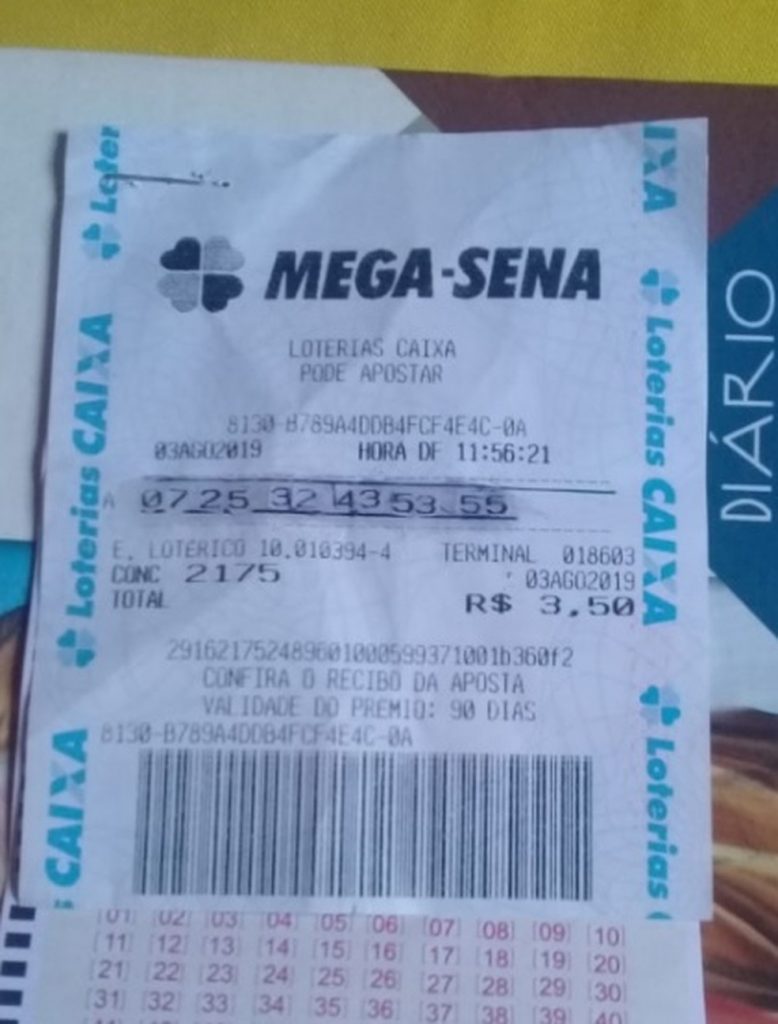 MEGA-SENA
LOTERIAS CAIXA
PODE APOSTAR
8130-B789A4DDB4FCF4E4C-0A
03AGO2019 HORA DF 11:56:21
A 07 25 32 43 53 55
E. LOTERICO 10.010394-4 TERMINAL 018603
CONC 2175 03AGO2019
TOTAL R$ 3,50
291621752489601000599371001b360f2
CONFIRA O RECIBO DA APOSTA
VALIDADE DO PREMIO: 90 DIAS
8130-B789A4DDB4FCF4E4C-0A
Loterias CAIXA
CAIXA
IXA
Loterias CAIXA
Loterias
DIÁRIO
[01] [02] [03] [04] [05] [06] [07] [08] [09] [10]
[11] [12] [13] [14] [15] [16] [17] [18] [19] [20]
[21] [22] [23] [24] [25] [26] [27] [28] [29] [30]
[31] [32] [33] [34] [35] [36] [37] [38] [39] [40]